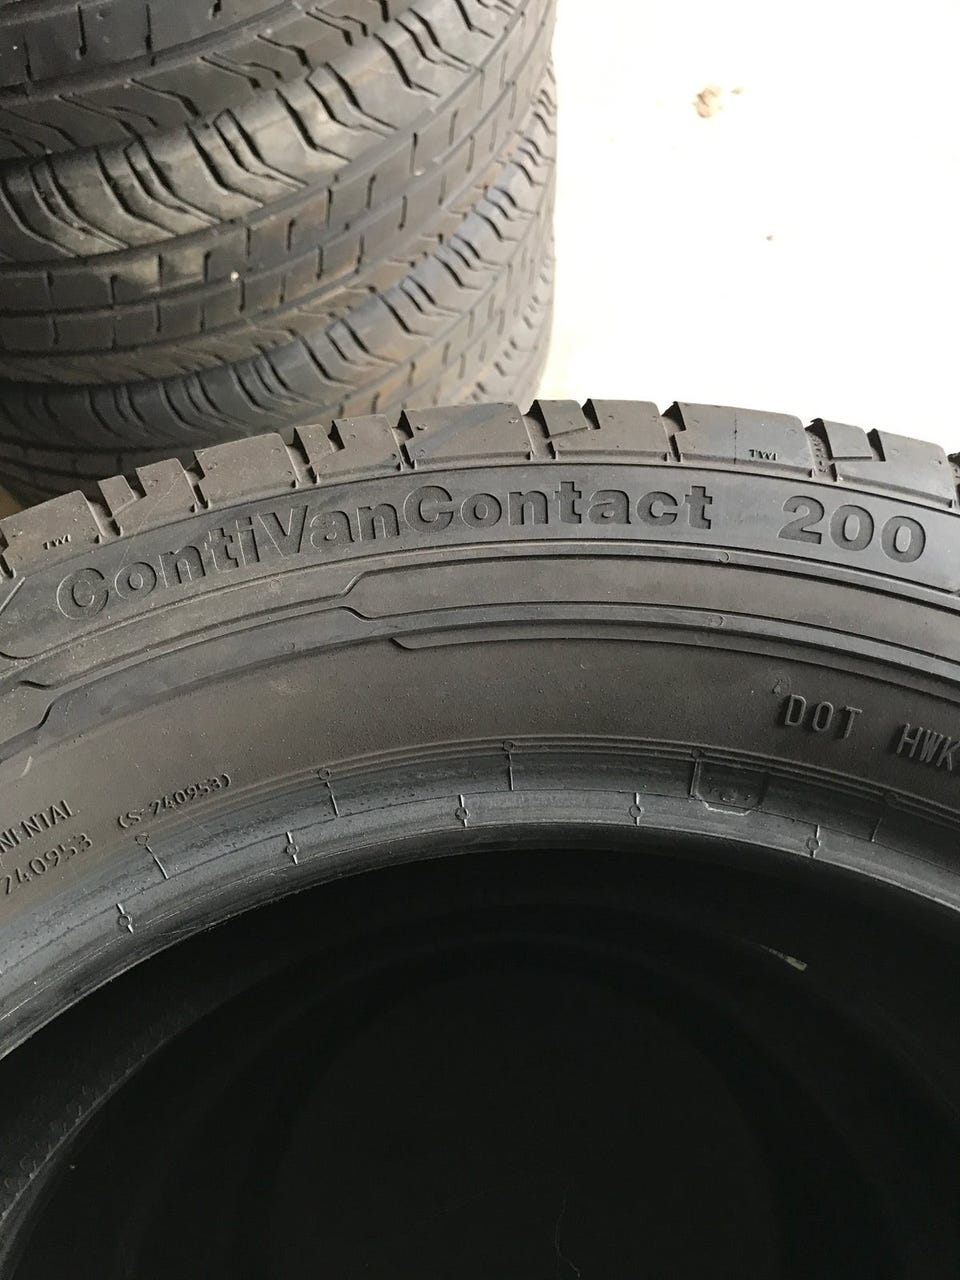 TWI
TWI
ContiVanContact 200
DOT HWK
(S-240953)
240953